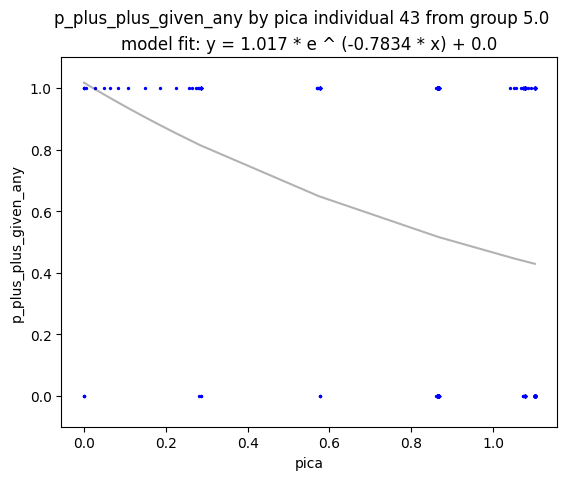 p_plus_plus_given_any by pica individual 43 from group 5.0
model fit: y = 1.017 * e ^ (-0.7834 * x) + 0.0
1.0
0.8
0.6
0.4
0.2
0.0
p_plus_plus_given_any
0.0 0.2 0.4 0.6 0.8 1.0
pica